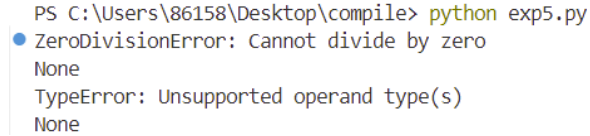 PS C:\Users\86158\Desktop\compile> python exp5.py
ZeroDivisionError: Cannot divide by zero
None
TypeError: Unsupported operand type(s)
None